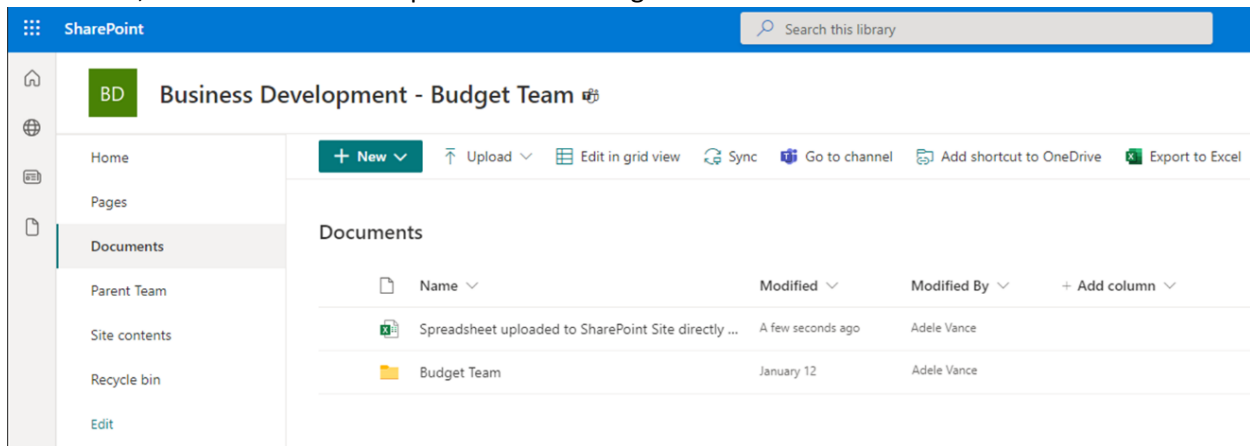 SharePoint
Search this library
BD
Business Development - Budget Team
Home
Pages
Documents
Parent Team
Site contents
Recycle bin
Edit
+ New
Upload
Edit in grid view
Sync
Go to channel
Add shortcut to OneDrive
Export to Excel
Documents
Name Modified Modified By + Add column
Spreadsheet uploaded to SharePoint Site directly ... A few seconds ago Adele Vance
Budget Team January 12 Adele Vance